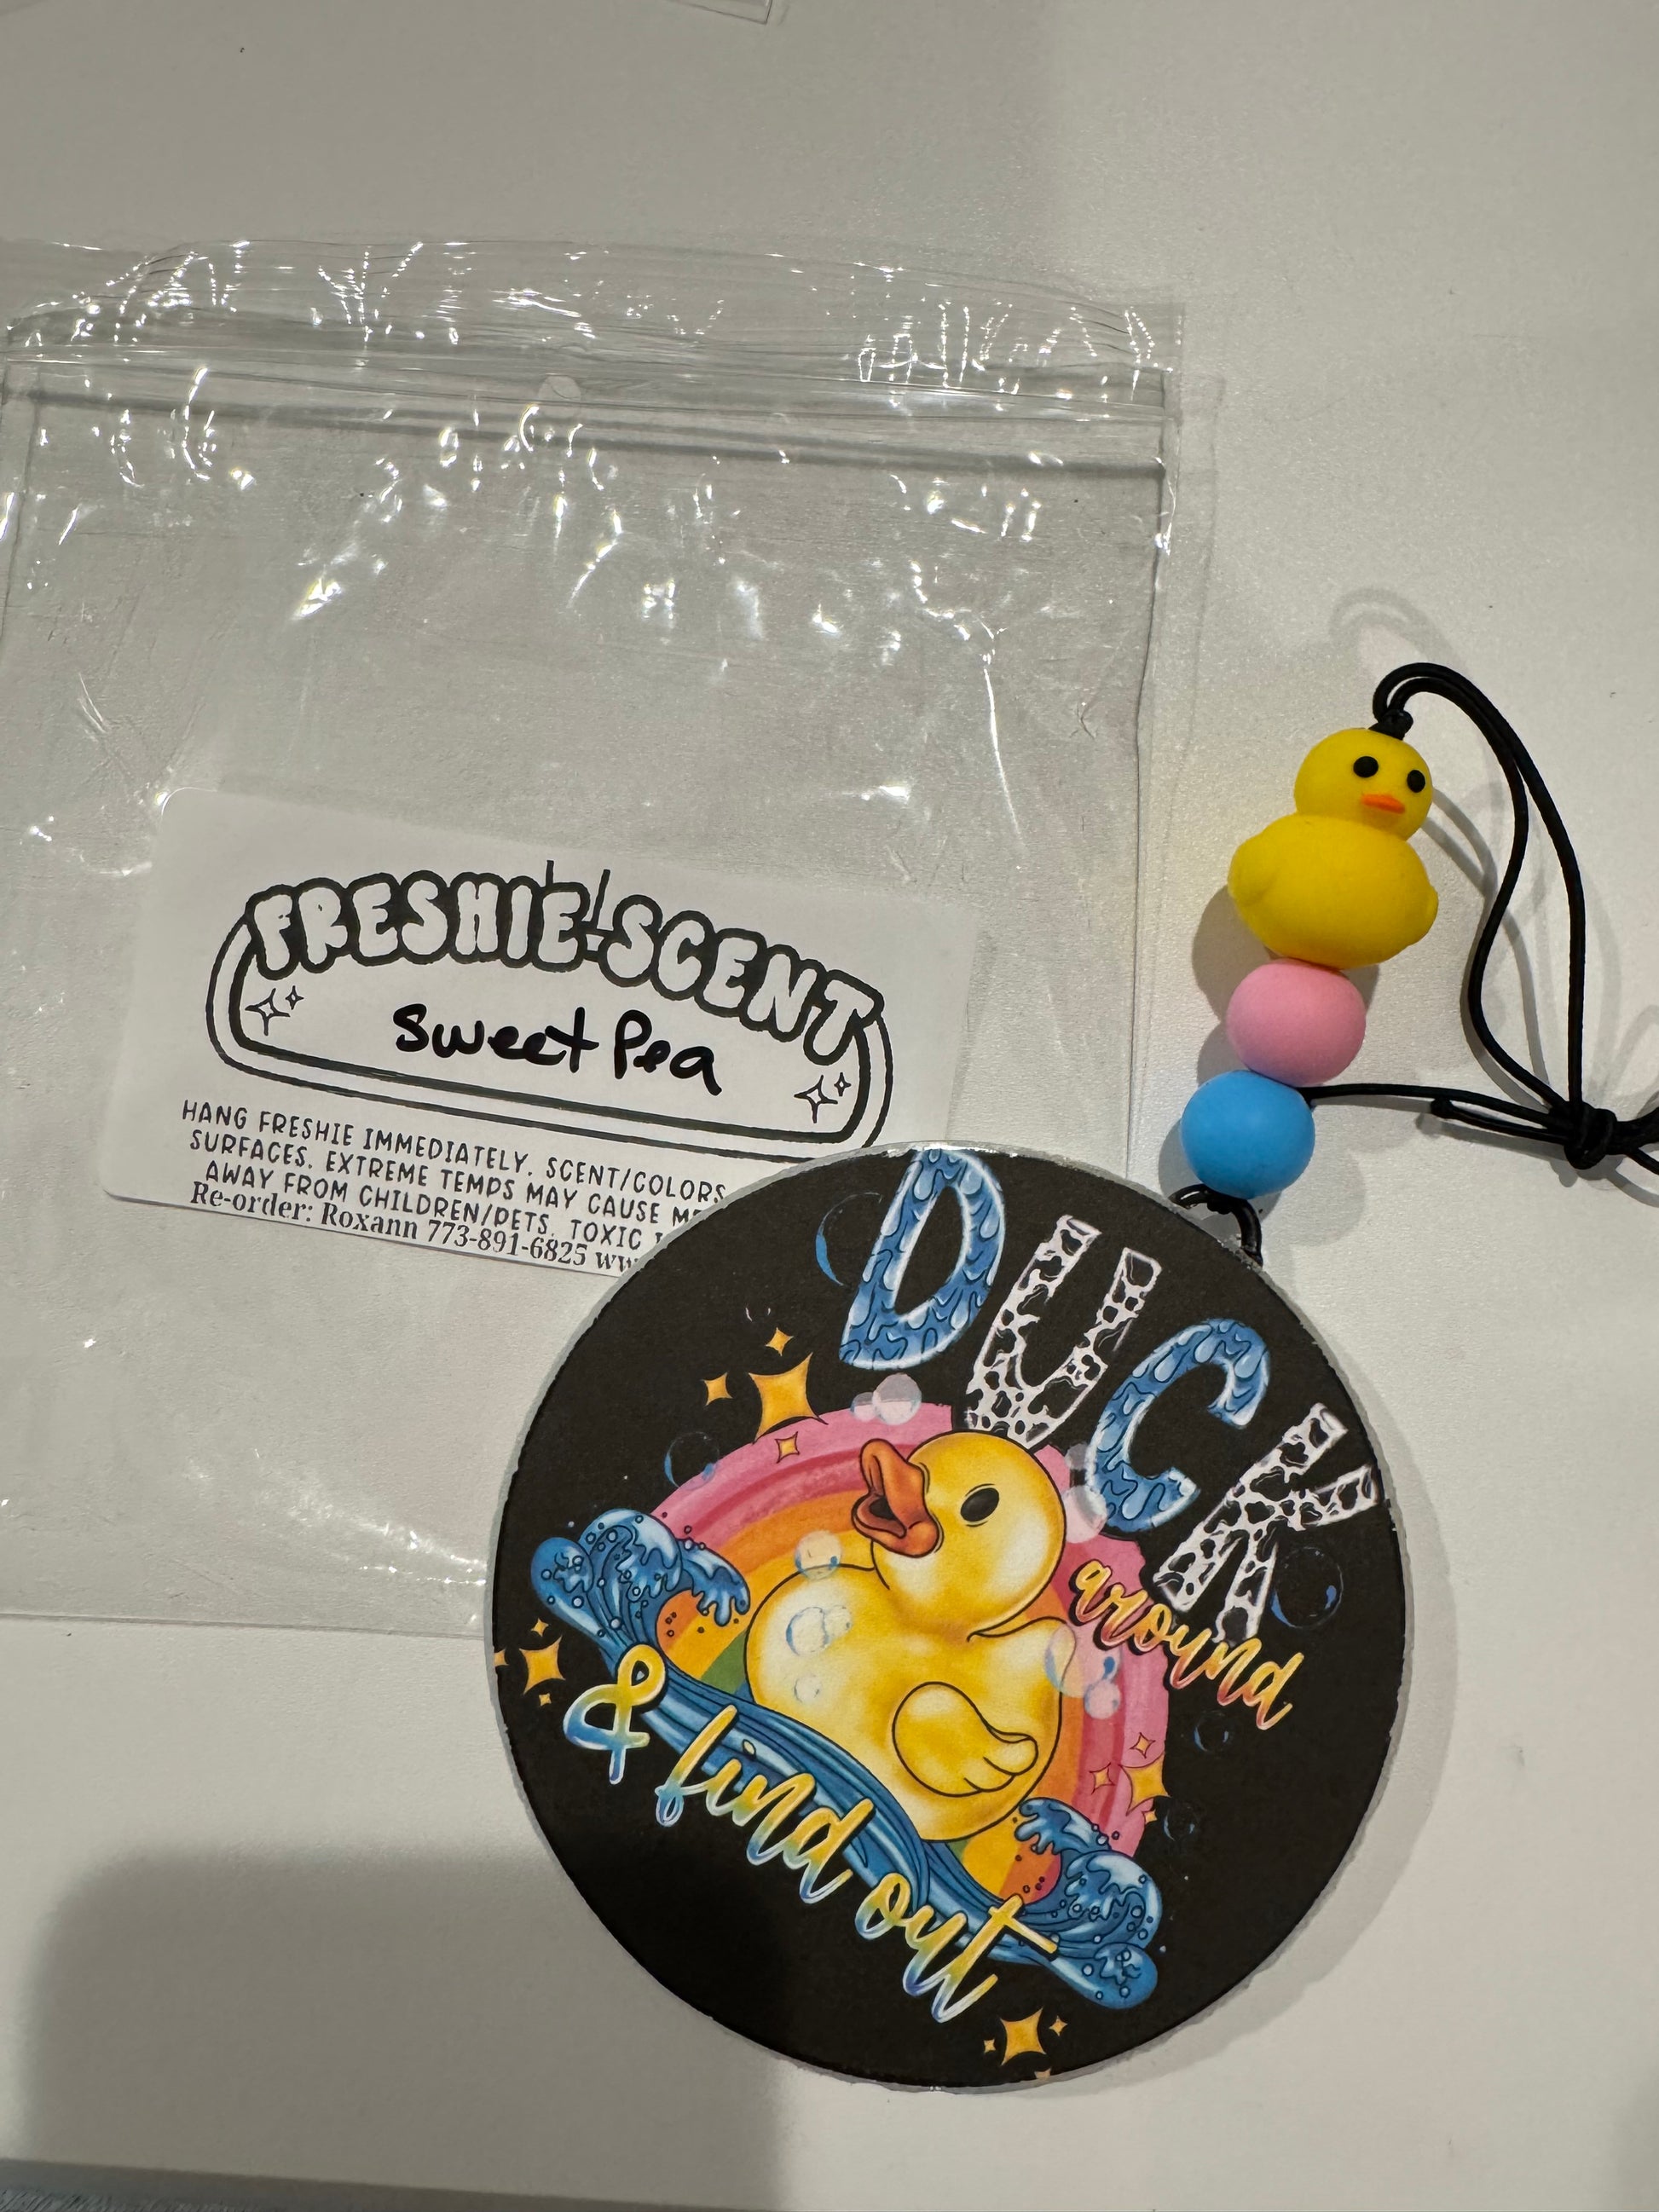 FRESHIE-SCENT
Sweet Pea
HANG FRESHIE IMMEDIATELY. SCENT/COLORS
SURFACES. EXTREME TEMPS MAY CAUSE
AWAY FROM CHILDREN/PETS. TOXIC
Re-order: Roxann 773-891-6825
DUCK
around
& find out